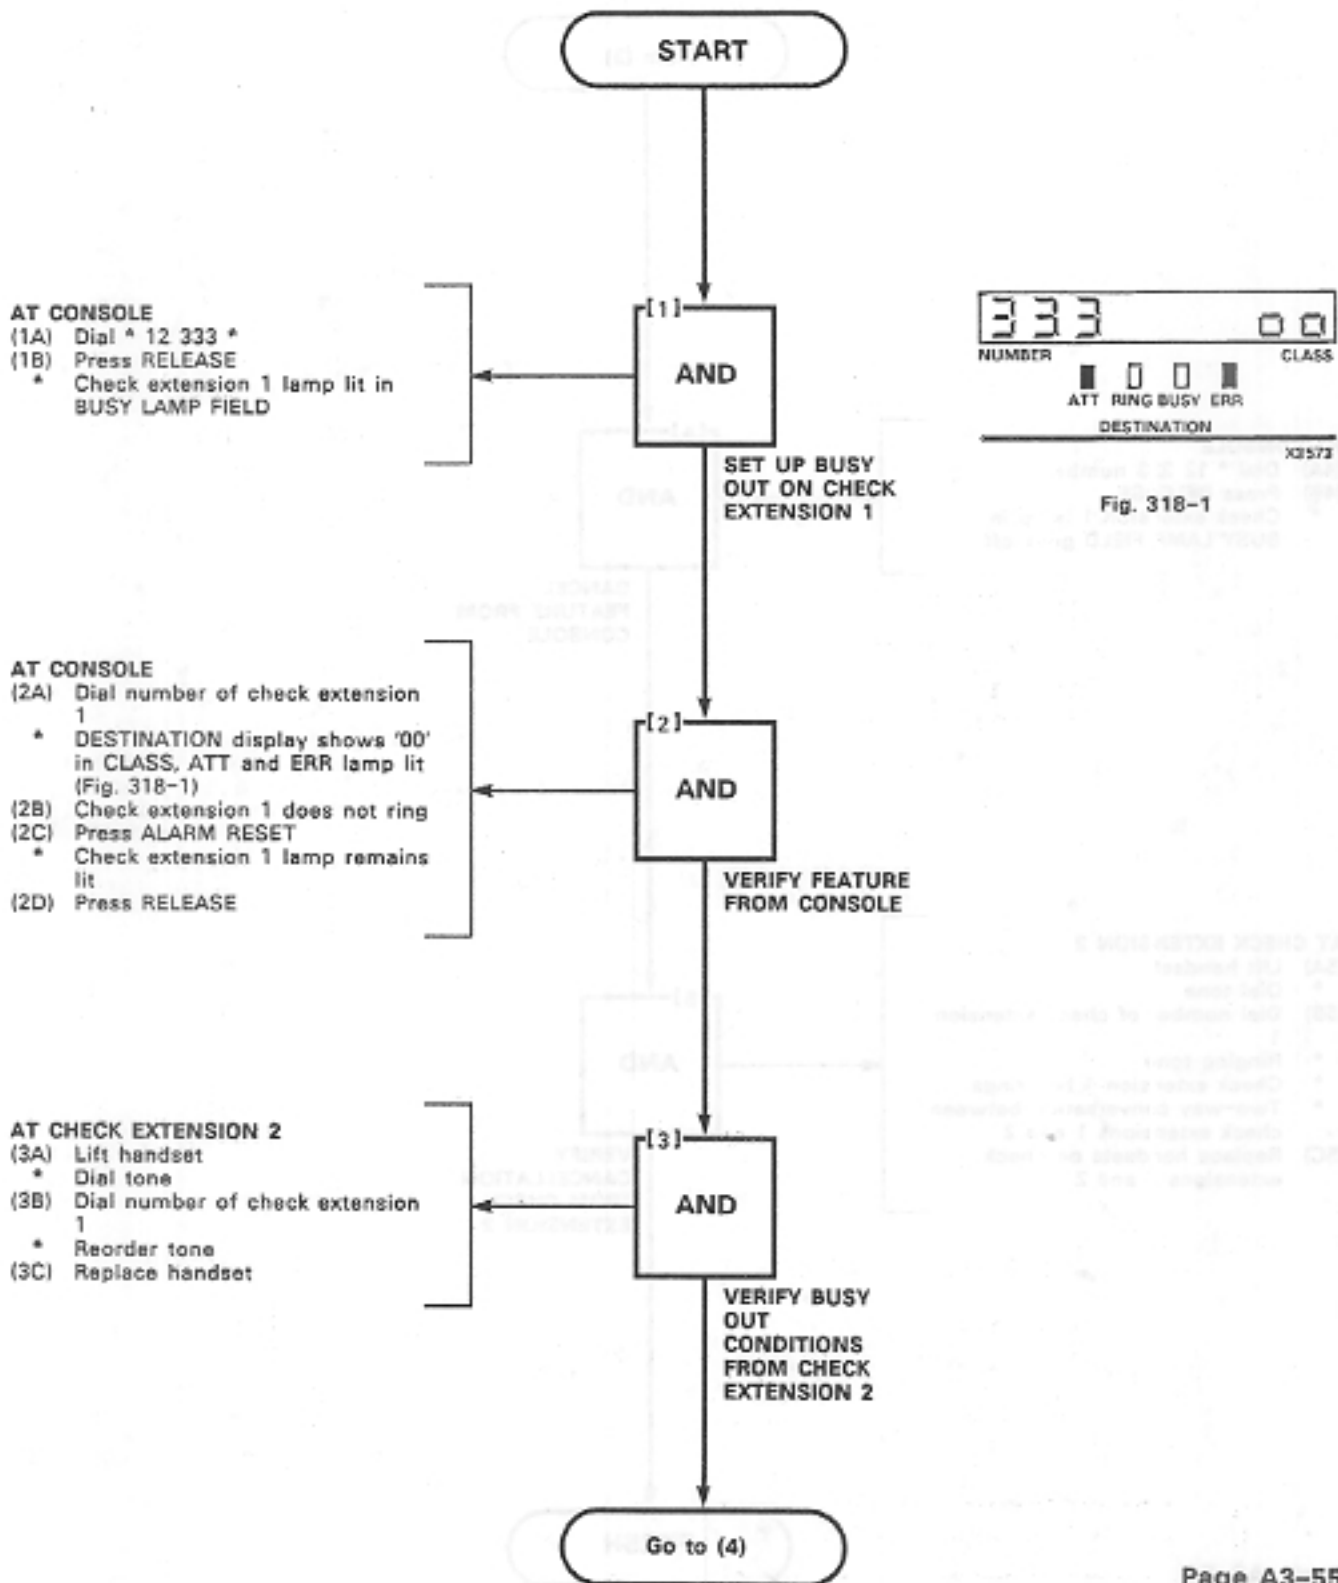 START
AT CONSOLE
(1A) Dial * 12 333 *
(1B) Press RELEASE
* Check extension 1 lamp lit in
BUSY LAMP FIELD
[1]
AND
SET UP BUSY
OUT ON CHECK
EXTENSION 1
333 00
NUMBER CLASS
ATT RING BUSY ERR
DESTINATION
X3573
Fig. 318-1
AT CONSOLE
(2A) Dial number of check extension
1
* DESTINATION display shows '00'
in CLASS, ATT and ERR lamp lit
(Fig. 318-1)
(2B) Check extension 1 does not ring
(2C) Press ALARM RESET
* Check extension 1 lamp remains
lit
(2D) Press RELEASE
[2]
AND
VERIFY FEATURE
FROM CONSOLE
AT CHECK EXTENSION 2
(3A) Lift handset
* Dial tone
(3B) Dial number of check extension
1
* Reorder tone
(3C) Replace handset
[3]
AND
VERIFY BUSY
OUT
CONDITIONS
FROM CHECK
EXTENSION 2
Go to (4)
Page A3-55